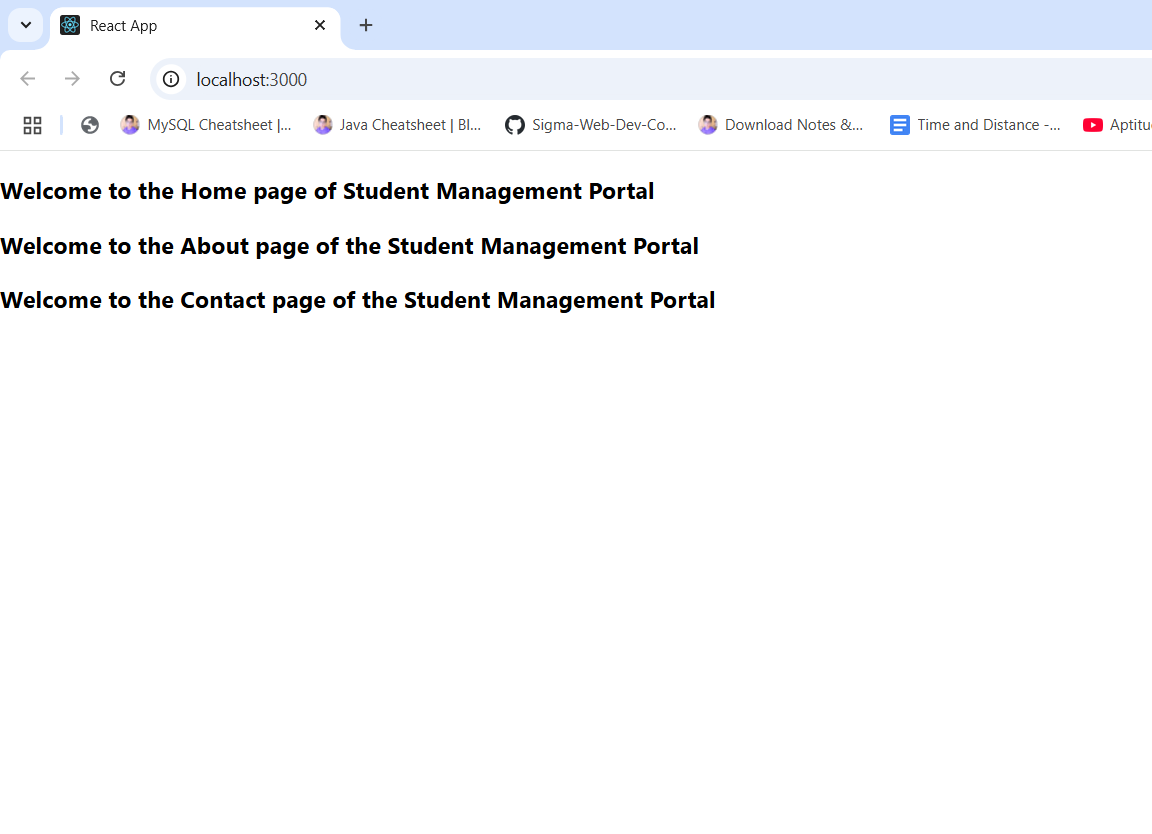 React App
localhost:3000
MySQL Cheatsheet |... Java Cheatsheet | Bl... Sigma-Web-Dev-Co... Download Notes &... Time and Distance -... Aptitu
Welcome to the Home page of Student Management Portal
Welcome to the About page of the Student Management Portal
Welcome to the Contact page of the Student Management Portal